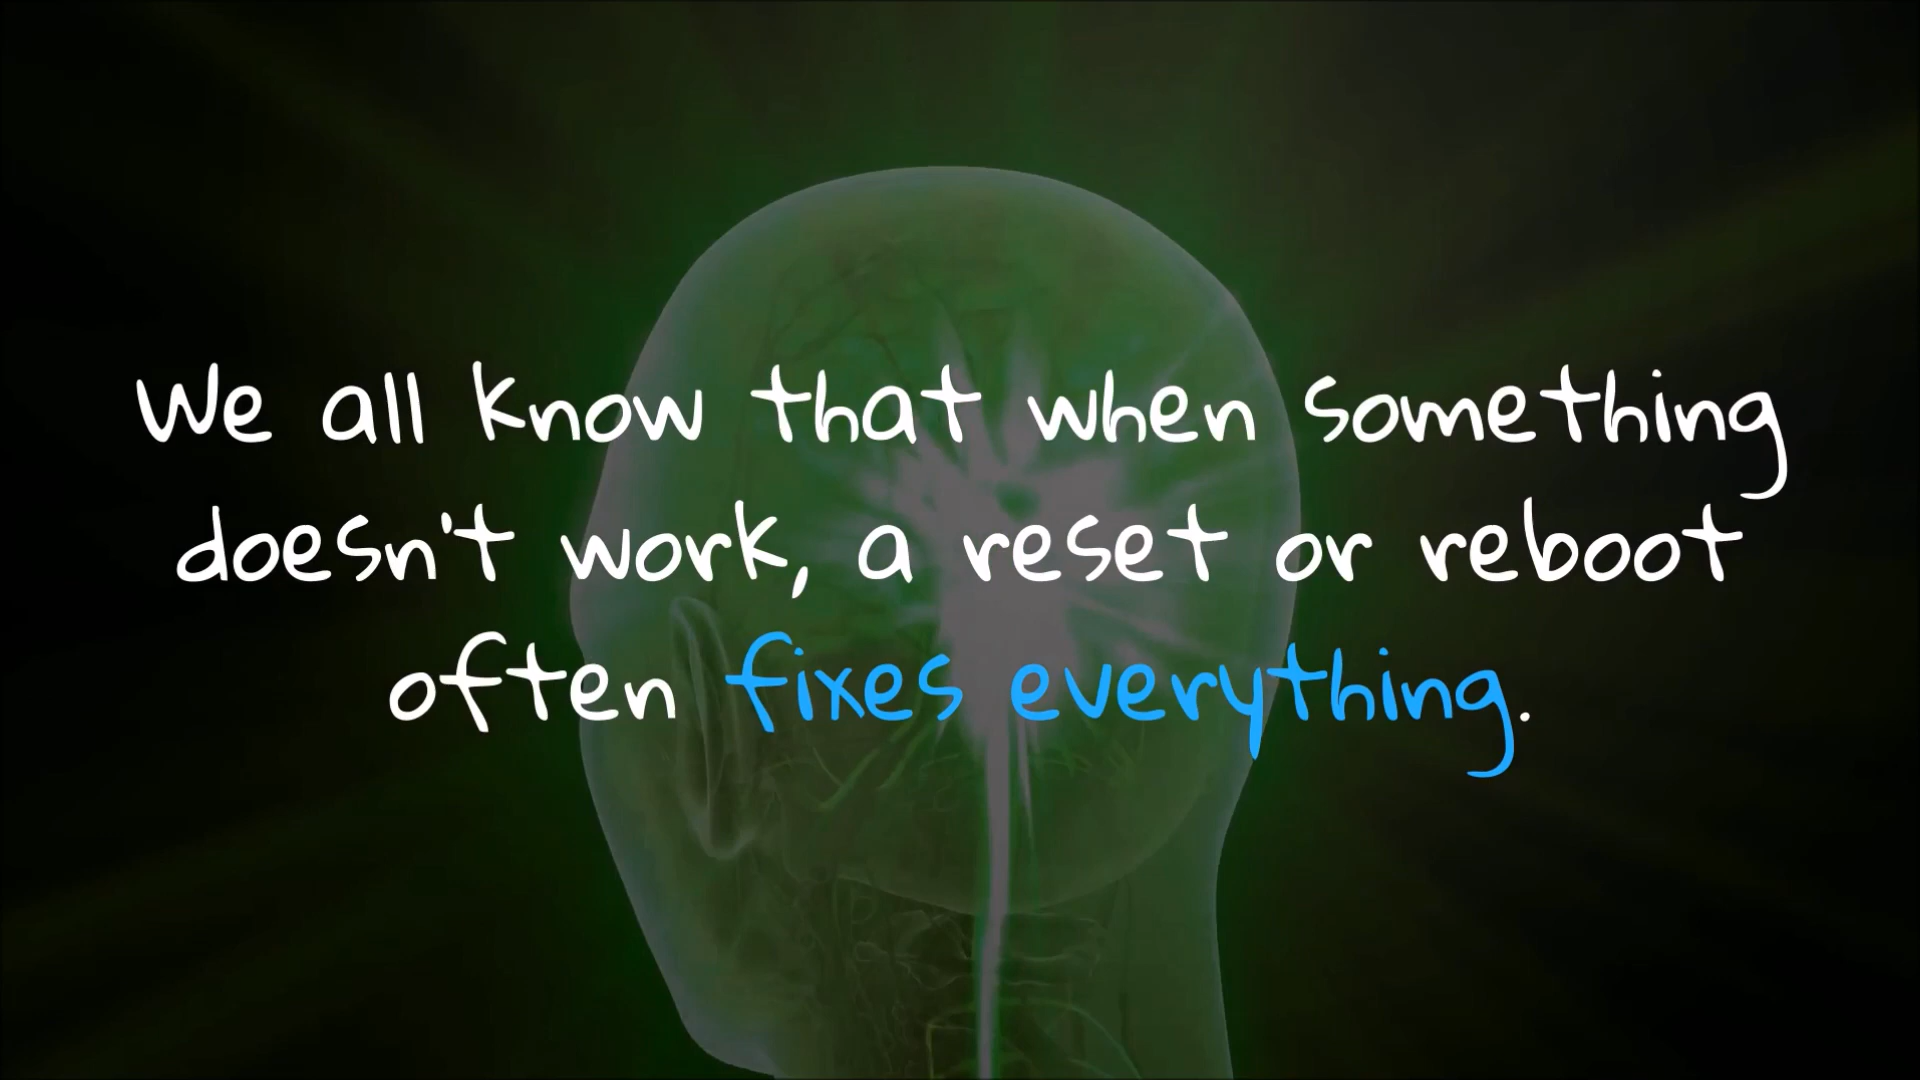 We all know that when something
doesn't work, a reset or reboot
often fixes everything.